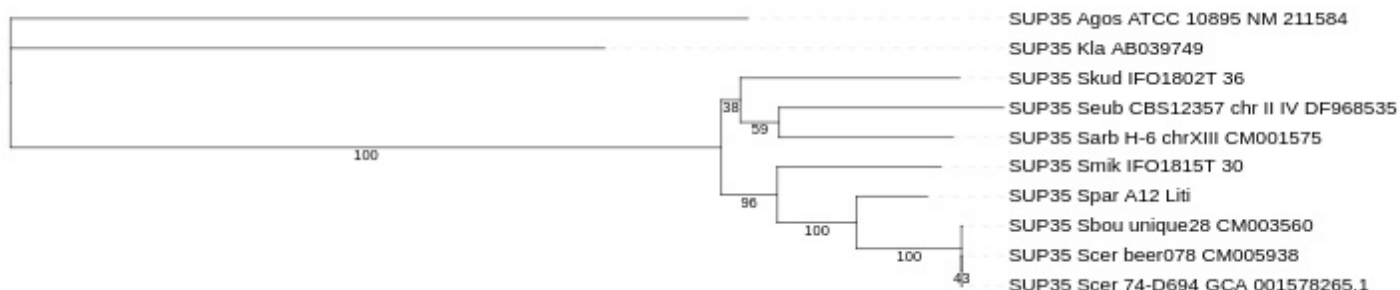 SUP35 Agos ATCC 10895 NM 211584
SUP35 Kla AB039749
SUP35 Skud IFO1802T 36
38
SUP35 Seub CBS12357 chr II IV DF968535
59
SUP35 Sarb H-6 chrXIII CM001575
100
SUP35 Smik IFO1815T 30
96
SUP35 Spar A12 Liti
100
SUP35 Sbou unique28 CM003560
100
SUP35 Scer beer078 CM005938
43
SUP35 Scer 74-D694 GCA 001578265.1